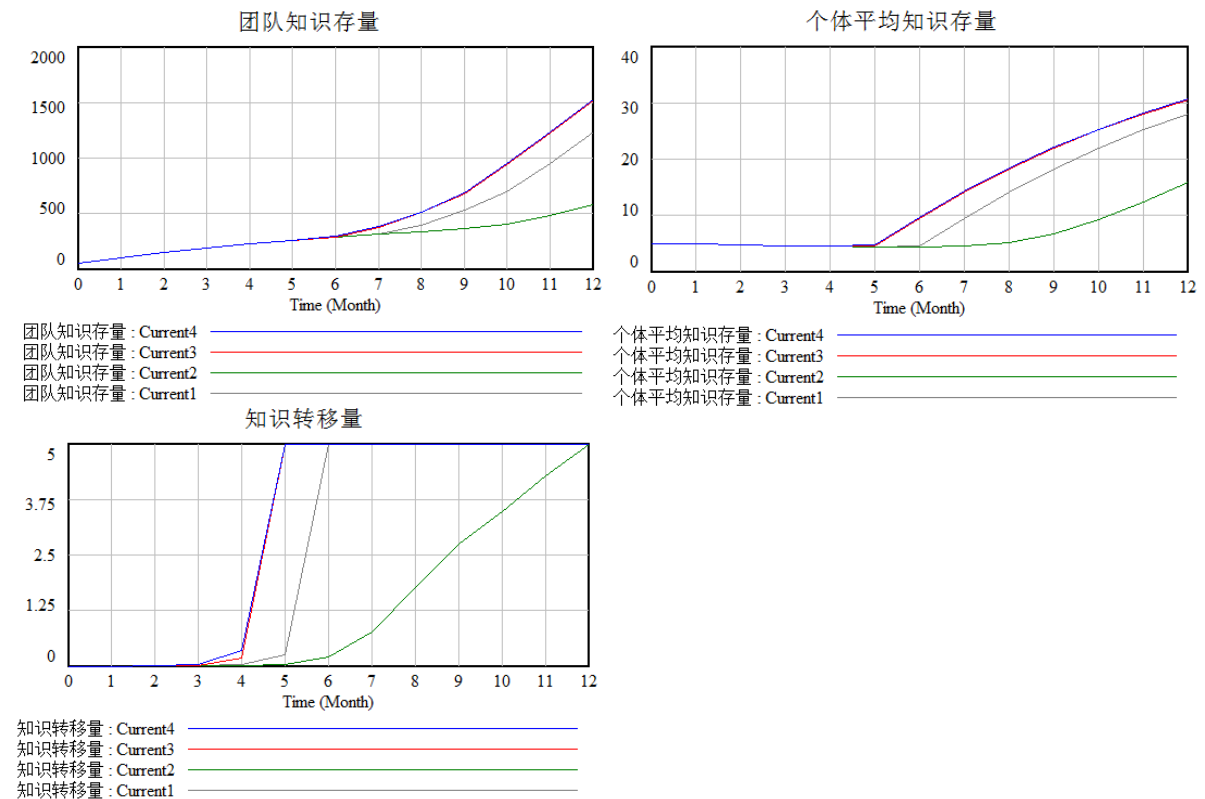 团队知识存量
2000
1500
1000
500
0
0 1 2 3 4 5 6 7 8 9 10 11 12
Time (Month)
团队知识存量 : Current4
团队知识存量 : Current3
团队知识存量 : Current2
团队知识存量 : Current1
个体平均知识存量
40
30
20
10
0
0 1 2 3 4 5 6 7 8 9 10 11 12
Time (Month)
个体平均知识存量 : Current4
个体平均知识存量 : Current3
个体平均知识存量 : Current2
个体平均知识存量 : Current1
知识转移量
5
3.75
2.5
1.25
0
0 1 2 3 4 5 6 7 8 9 10 11 12
Time (Month)
知识转移量 : Current4
知识转移量 : Current3
知识转移量 : Current2
知识转移量 : Current1